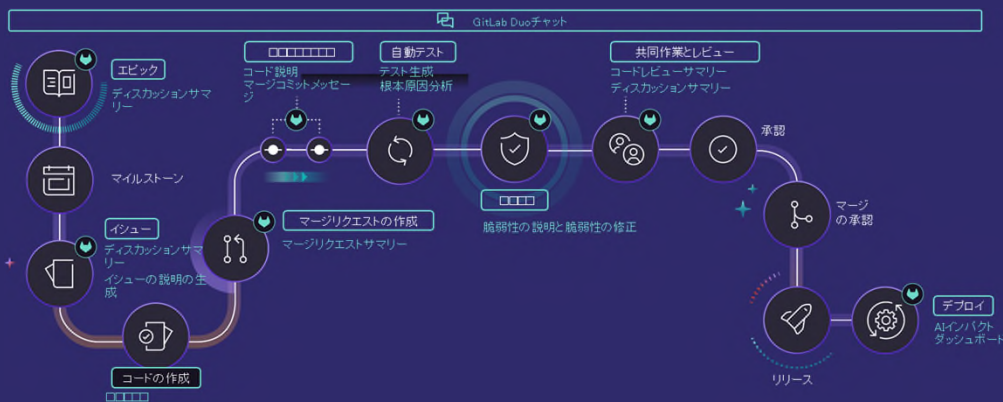 GitLab Duoチャット
エピック
ディスカッションサマ
リー
マイルストーン
イシュー
ディスカッションサマ
リー
イシューの説明の生
成
コードの作成
マージリクエストの作成
マージリクエストサマリー
コード説明
マージコミットメッセー
ジ
自動テスト
テスト生成
根本原因分析
脆弱性の説明と脆弱性の修正
共同作業とレビュー
コードレビューサマリー
ディスカッションサマリー
承認
マージ
の承認
リリース
デプロイ
AIインパクト
ダッシュボード